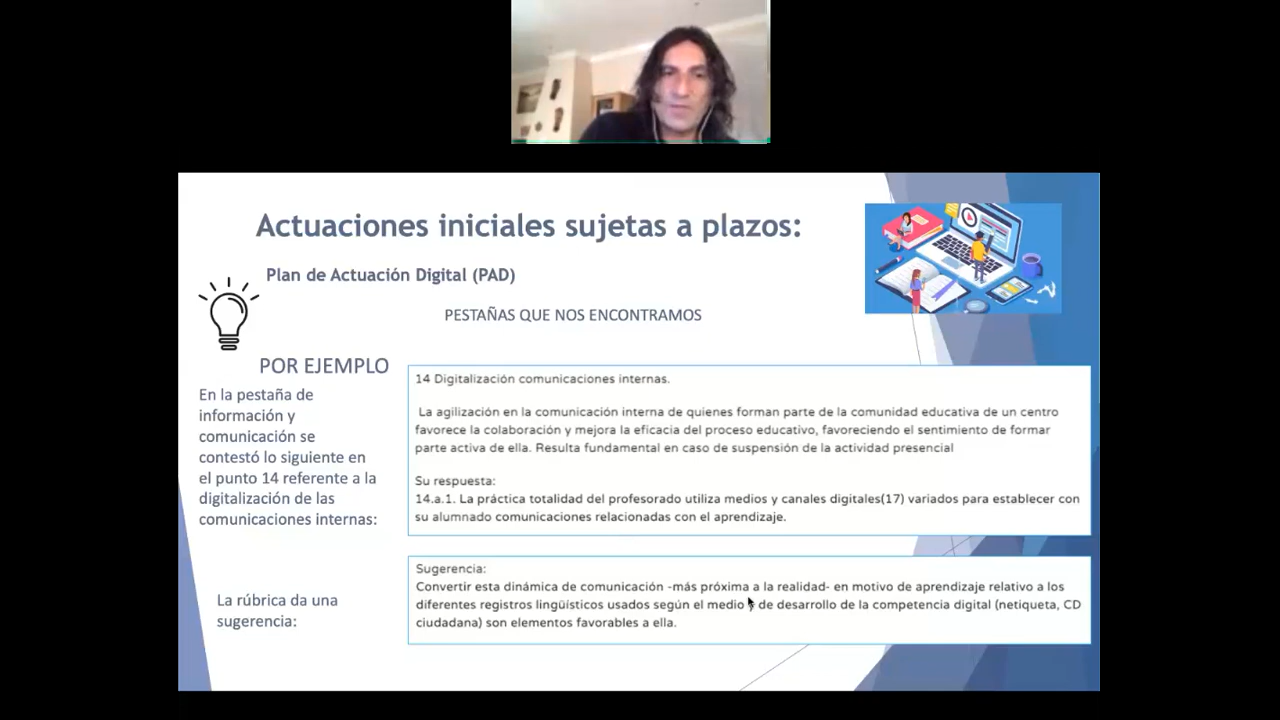 Actuaciones iniciales sujetas a plazos:
Plan de Actuación Digital (PAD)
PESTAÑAS QUE NOS ENCONTRAMOS
POR EJEMPLO
En la pestaña de
información y
comunicación se
contestó lo siguiente en
el punto 14 referente a la
digitalización de las
comunicaciones internas:
14 Digitalización comunicaciones internas.
La agilización en la comunicación interna de quienes forman parte de la comunidad educativa de un centro
favorece la colaboración y mejora la eficacia del proceso educativo, favoreciendo el sentimiento de formar
parte activa de ella. Resulta fundamental en caso de suspensión de la actividad presencial
Su respuesta:
14.a.1. La práctica totalidad del profesorado utiliza medios y canales digitales(17) variados para establecer con
su alumnado comunicaciones relacionadas con el aprendizaje.
La rúbrica da una
sugerencia:
Sugerencia:
Convertir esta dinámica de comunicación -más próxima a la realidad- en motivo de aprendizaje relativo a los
diferentes registros lingüísticos usados según el medio y de desarrollo de la competencia digital (netiqueta, CD
ciudadana) son elementos favorables a ella.